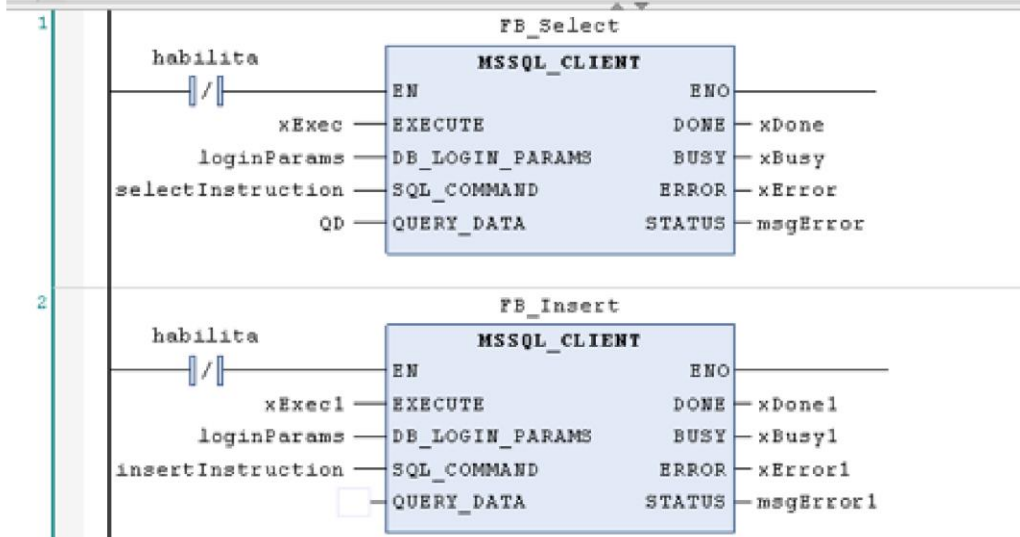 1
FB_Select
habilita
MSSQL_CLIENT
EN ENO
xExec EXECUTE DONE xDone
loginParams DB_LOGIN_PARAMS BUSY xBusy
selectInstruction SQL_COMMAND ERROR xError
QD QUERY_DATA STATUS msgError
2
FB_Insert
habilita
MSSQL_CLIENT
EN ENO
xExec1 EXECUTE DONE xDone1
loginParams DB_LOGIN_PARAMS BUSY xBusy1
insertInstruction SQL_COMMAND ERROR xError1
QUERY_DATA STATUS msgError1